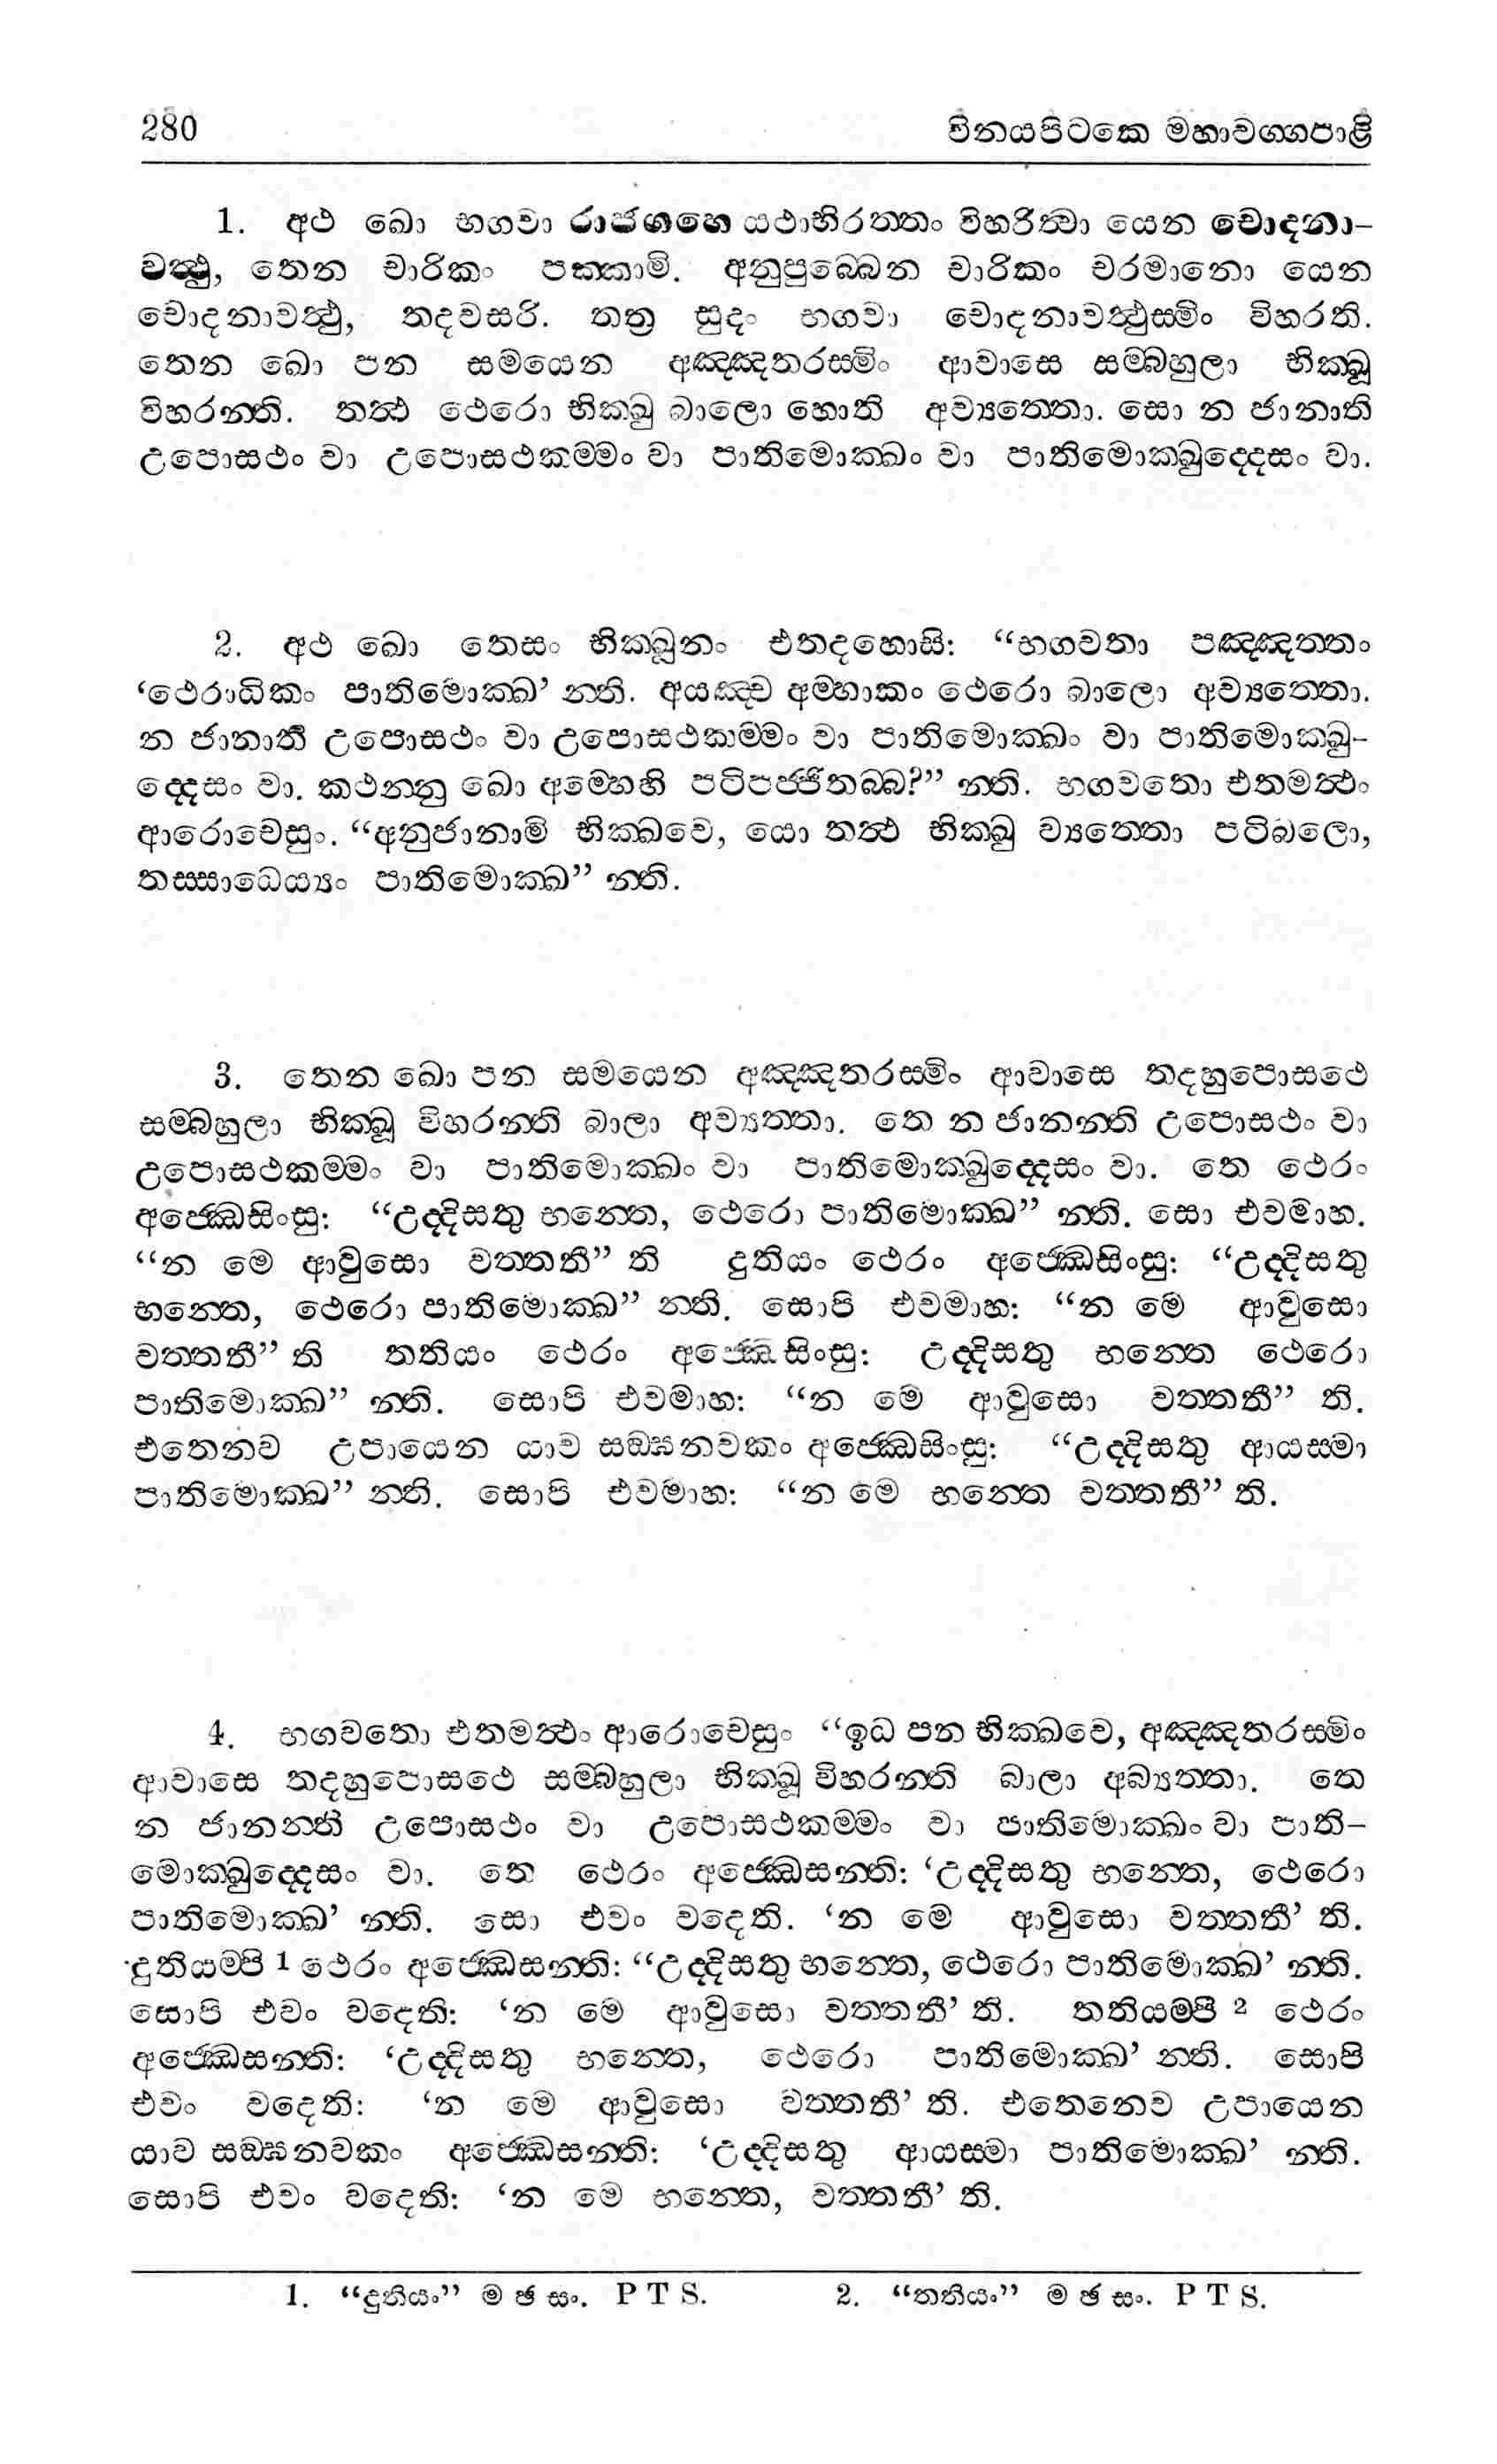 280 විනයපිටකෙ මහාවග්ගපාළි
1. අථ ඛො භගවා රාජගහෙ යථාභිරත්තං විහරිත්වා යෙන චොදනා-
වත්ථු, තෙන චාරිකං පක්කාමි. අනුපුබ්බෙන චාරිකං චරමානො යෙන
චොදනාවත්ථු, තදවසරි. තත්‍ර සුදං භගවා චොදනාවත්ථුස්මිං විහරති.
තෙන ඛො පන සමයෙන අඤ්ඤතරස්මිං ආවාසෙ සම්බහුලා භික්ඛූ
විහරන්ති. තත්ථ ථෙරො භික්ඛු බාලො හොති අව්‍යත්තො. සො න ජානාති
උපොසථං වා උපොසථකම්මං වා පාතිමොක්ඛං වා පාතිමොක්ඛුද්දෙසං වා.
2. අථ ඛො තෙසං භික්ඛූනං එතදහොසි: “භගවතා පඤ්ඤත්තං
‘ථෙරාධිකං පාතිමොක්ඛ’ න්ති. අයඤ්ච අම්හාකං ථෙරො බාලො අව්‍යත්තො.
න ජානාති උපොසථං වා උපොසථකම්මං වා පාතිමොක්ඛං වා පාතිමොක්ඛු-
ද්දෙසං වා. කථන්නු ඛො අම්හෙහි පටිපජ්ජිතබ්බ?” න්ති. භගවතො එතමත්ථං
ආරොචෙසුං. “අනුජානාමි භික්ඛවෙ, යො තත්ථ භික්ඛු ව්‍යත්තො පටිබලො,
තස්සාධෙය්‍යං පාතිමොක්ඛ” න්ති.
3. තෙන ඛො පන සමයෙන අඤ්ඤතරස්මිං ආවාසෙ තදහුපොසථෙ
සම්බහුලා භික්ඛූ විහරන්ති බාලා අව්‍යත්තා. තෙ න ජානන්ති උපොසථං වා
උපොසථකම්මං වා පාතිමොක්ඛං වා පාතිමොක්ඛුද්දෙසං වා. තෙ ථෙරං
අජ්ඣෙසිංසු: “උද්දිසතු භන්තෙ, ථෙරො පාතිමොක්ඛ” න්ති. සො එවමාහ.
“න මෙ ආවුසො වත්තතී” ති දුතියං ථෙරං අජ්ඣෙසිංසු: “උද්දිසතු
භන්තෙ, ථෙරො පාතිමොක්ඛ” න්ති. සොපි එවමාහ: “න මෙ ආවුසො
වත්තතී” ති තතියං ථෙරං අජ්ඣෙසිංසු: උද්දිසතු භන්තෙ ථෙරො
පාතිමොක්ඛ” න්ති. සොපි එවමාහ: “න මෙ ආවුසො වත්තතී” ති.
එතෙනව උපායෙන යාව සඞ්ඝනවකං අජ්ඣෙසිංසු: “උද්දිසතු ආයස්මා
පාතිමොක්ඛ” න්ති. සොපි එවමාහ: “න මෙ භන්තෙ වත්තතී” ති.
4. භගවතො එතමත්ථං ආරොචෙසුං “ඉධ පන භික්ඛවෙ, අඤ්ඤතරස්මිං
ආවාසෙ තදහුපොසථෙ සම්බහුලා භික්ඛූ විහරන්ති බාලා අබ්‍යත්තා. තෙ
න ජානන්ති උපොසථං වා උපොසථකම්මං වා පාතිමොක්ඛං වා පාති-
මොක්ඛුද්දෙසං වා. තෙ ථෙරං අජ්ඣෙසන්ති: ‘උද්දිසතු භන්තෙ, ථෙරො
පාතිමොක්ඛ’ න්ති. සො එවං වදෙති. ‘න මෙ ආවුසො වත්තතී’ ති.
දුතියම්පි 1 ථෙරං අජ්ඣෙසන්ති: “උද්දිසතු භන්තෙ, ථෙරො පාතිමොක්ඛ’ න්ති.
සොපි එවං වදෙති: ‘න මෙ ආවුසො වත්තතී’ ති. තතියම්පි 2 ථෙරං
අජ්ඣෙසන්ති: ‘උද්දිසතු භන්තෙ, ථෙරො පාතිමොක්ඛ’ න්ති. සොපි
එවං වදෙති: ‘න මෙ ආවුසො වත්තතී’ ති. එතෙනෙව උපායෙන
යාව සඞ්ඝනවකං අජ්ඣෙසන්ති: ‘උද්දිසතු ආයස්මා පාතිමොක්ඛ’ න්ති.
සොපි එවං වදෙති: ‘න මෙ භන්තෙ, වත්තතී’ ති.
1. “දුතියං” ම ඡ සං. P T S. 2. “තතියං” ම ඡ සං. P T S.